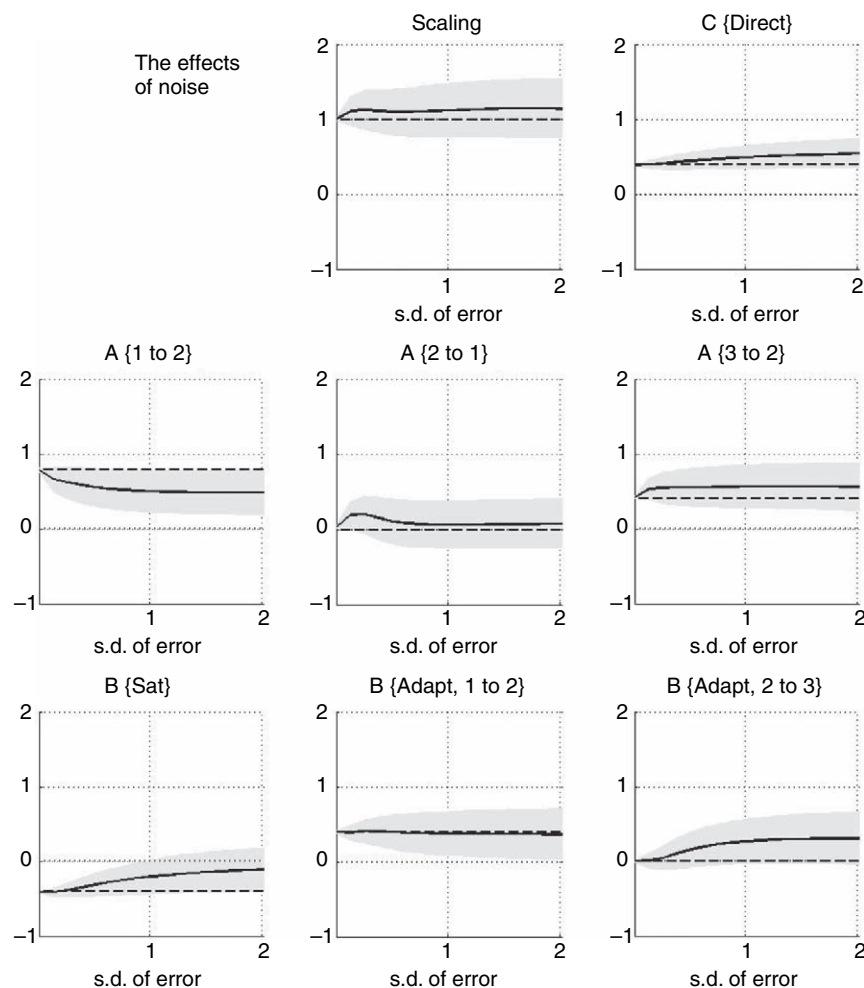 The effects
of noise
Scaling
2
1
0
–1
1 2
s.d. of error
C {Direct}
2
1
0
–1
1 2
s.d. of error
A {1 to 2}
2
1
0
–1
1 2
s.d. of error
A {2 to 1}
2
1
0
–1
1 2
s.d. of error
A {3 to 2}
2
1
0
–1
1 2
s.d. of error
B {Sat}
2
1
0
–1
1 2
s.d. of error
B {Adapt, 1 to 2}
2
1
0
–1
1 2
s.d. of error
B {Adapt, 2 to 3}
2
1
0
–1
1 2
s.d. of error